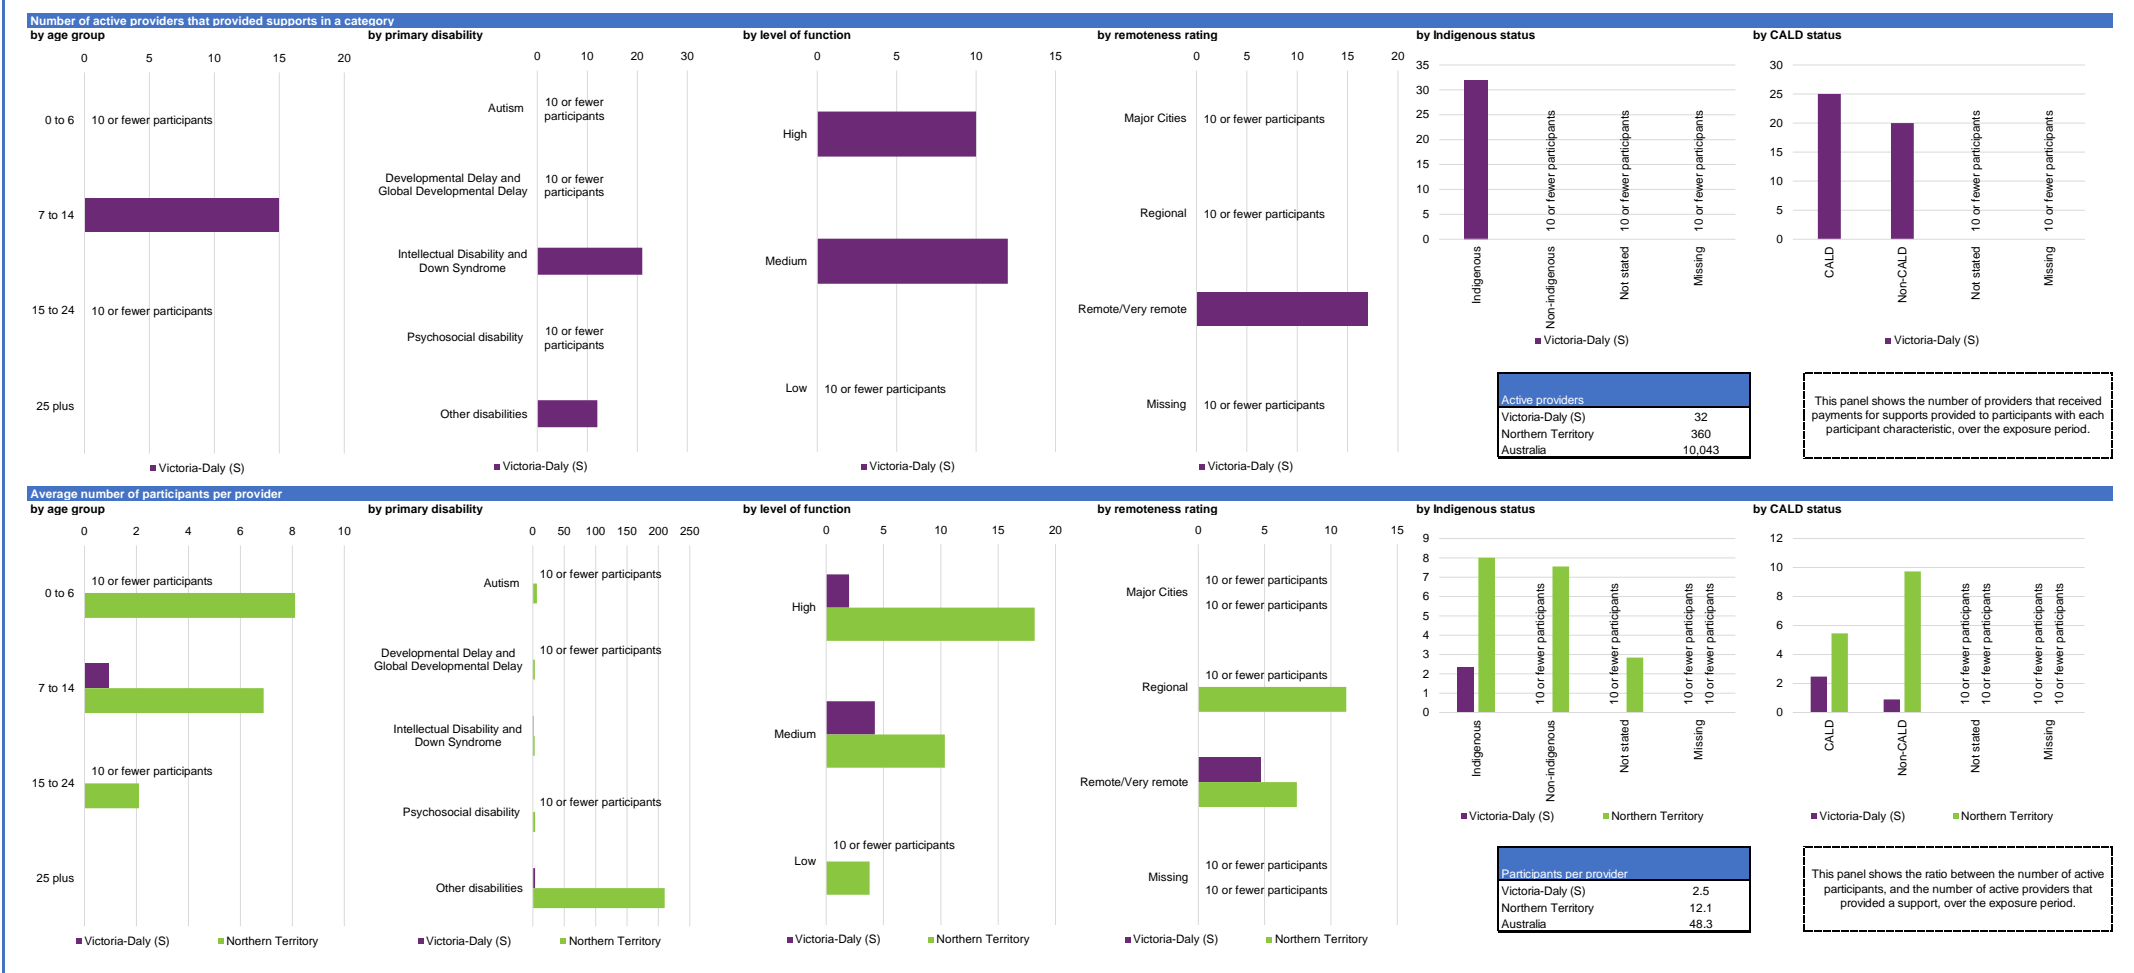 Number of active providers that provided supports in a category
by age group
0 5 10 15 20
0 to 6
10 or fewer participants
7 to 14
15 to 24
10 or fewer participants
25 plus
Victoria-Daly (S)
by primary disability
0 10 20 30
Autism
10 or fewer
participants
Developmental Delay and
Global Developmental Delay
10 or fewer
participants
Intellectual Disability and
Down Syndrome
Psychosocial disability
10 or fewer
participants
Other disabilities
Victoria-Daly (S)
by level of function
0 5 10 15
High
Medium
Low
10 or fewer participants
Victoria-Daly (S)
by remoteness rating
0 5 10 15 20
Major Cities
10 or fewer participants
Regional
10 or fewer participants
Remote/Very remote
Missing
10 or fewer participants
Victoria-Daly (S)
by Indigenous status
35
30
25
20
15
10
5
0
10 or fewer participants
10 or fewer participants
10 or fewer participants
Indigenous
Non-indigenous
Not stated
Missing
Victoria-Daly (S)
by CALD status
30
25
20
15
10
5
0
10 or fewer participants
10 or fewer participants
CALD
Non-CALD
Not stated
Missing
Victoria-Daly (S)
Active providers
Victoria-Daly (S) 32
Northern Territory 360
Australia 10,043
This panel shows the number of providers that received
payments for supports provided to participants with each
participant characteristic, over the exposure period.
Average number of participants per provider
by age group
0 2 4 6 8 10
0 to 6
10 or fewer participants
7 to 14
15 to 24
10 or fewer participants
25 plus
Victoria-Daly (S) Northern Territory
by primary disability
0 50 100 150 200 250
Autism
10 or fewer participants
Developmental Delay and
Global Developmental Delay
10 or fewer participants
Intellectual Disability and
Down Syndrome
Psychosocial disability
10 or fewer participants
Other disabilities
Victoria-Daly (S) Northern Territory
by level of function
0 5 10 15 20
High
Medium
Low
10 or fewer participants
Victoria-Daly (S) Northern Territory
by remoteness rating
0 5 10 15
Major Cities
10 or fewer participants
10 or fewer participants
Regional
10 or fewer participants
Remote/Very remote
Missing
10 or fewer participants
10 or fewer participants
Victoria-Daly (S) Northern Territory
by Indigenous status
9
8
7
6
5
4
3
2
1
0
10 or fewer participants
10 or fewer participants
10 or fewer participants
10 or fewer participants
Indigenous
Non-indigenous
Not stated
Missing
Victoria-Daly (S) Northern Territory
by CALD status
12
10
8
6
4
2
0
10 or fewer participants
10 or fewer participants
10 or fewer participants
10 or fewer participants
CALD
Non-CALD
Not stated
Missing
Victoria-Daly (S) Northern Territory
Participants per provider
Victoria-Daly (S) 2.5
Northern Territory 12.1
Australia 48.3
This panel shows the ratio between the number of active
participants, and the number of active providers that
provided a support, over the exposure period.